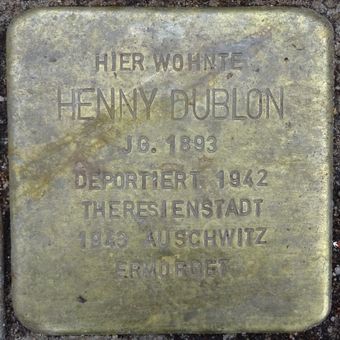 HIER WOHNTE
HENNY DUBLON
JG. 1893
DEPORTIERT 1942
THERESIENSTADT
1943 AUSCHWITZ
ERMORDET